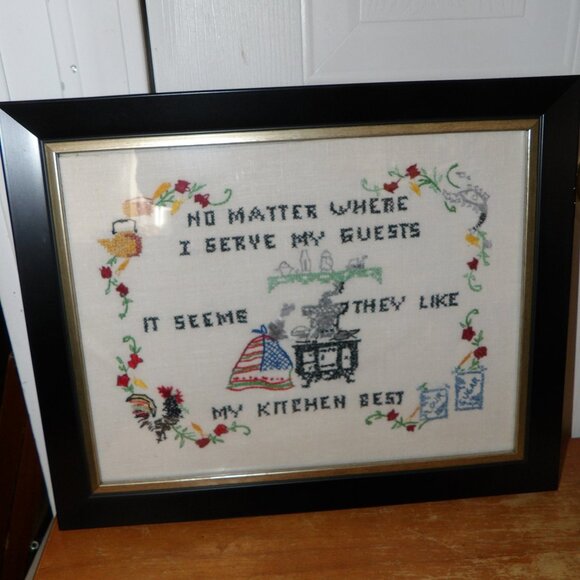 NO MATTER WHERE
I SERVE MY GUESTS
IT SEEMS THEY LIKE
MY KITCHEN BEST